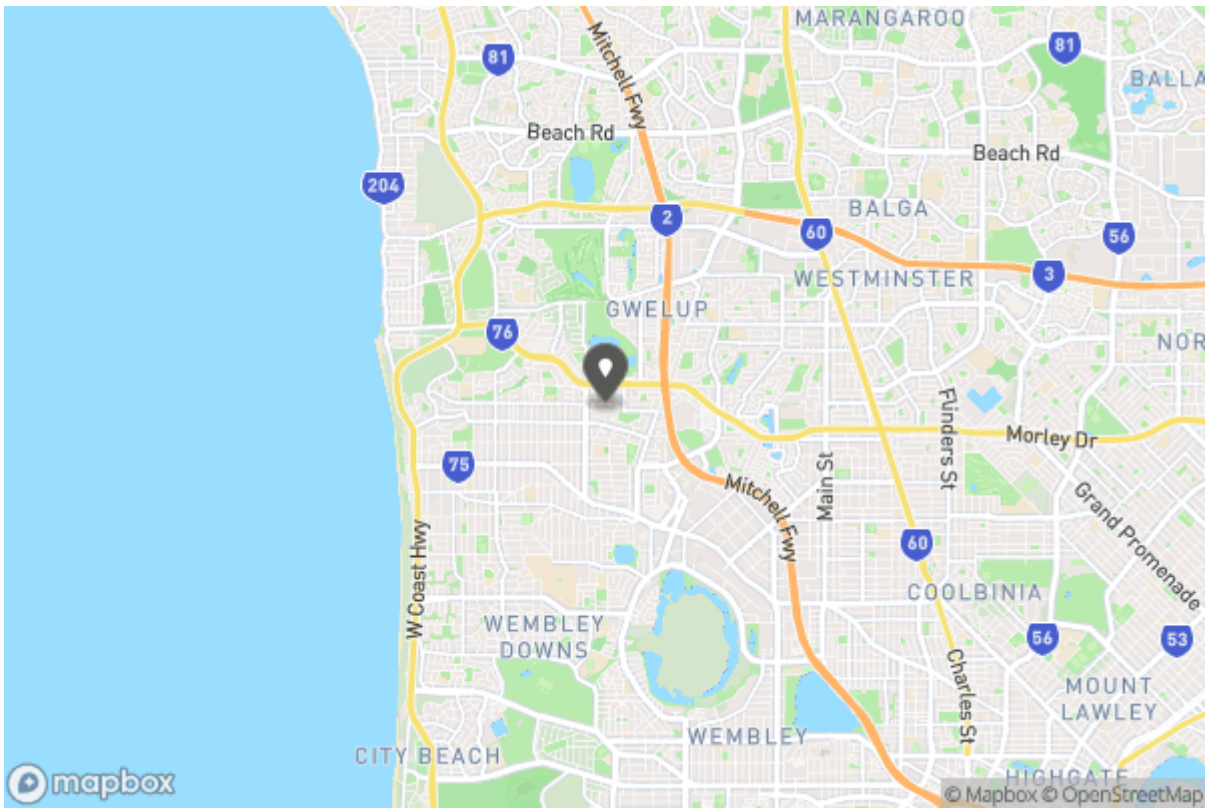 MARANGAROO
81
Mitchell Fwy
81
BALLA
Beach Rd
Beach Rd
204
2
BALGA
60
56
WESTMINSTER
3
GWELUP
76
NOR
Flinders St
Morley Dr
75
Main St
Mitchell Fwy
Grand Promenade
W Coast Hwy
60
COOLBINIA
WEMBLEY
DOWNS
56
53
Charles St
MOUNT
LAWLEY
WEMBLEY
CITY BEACH
HIGHGATE
mapbox
© Mapbox © OpenStreetMap